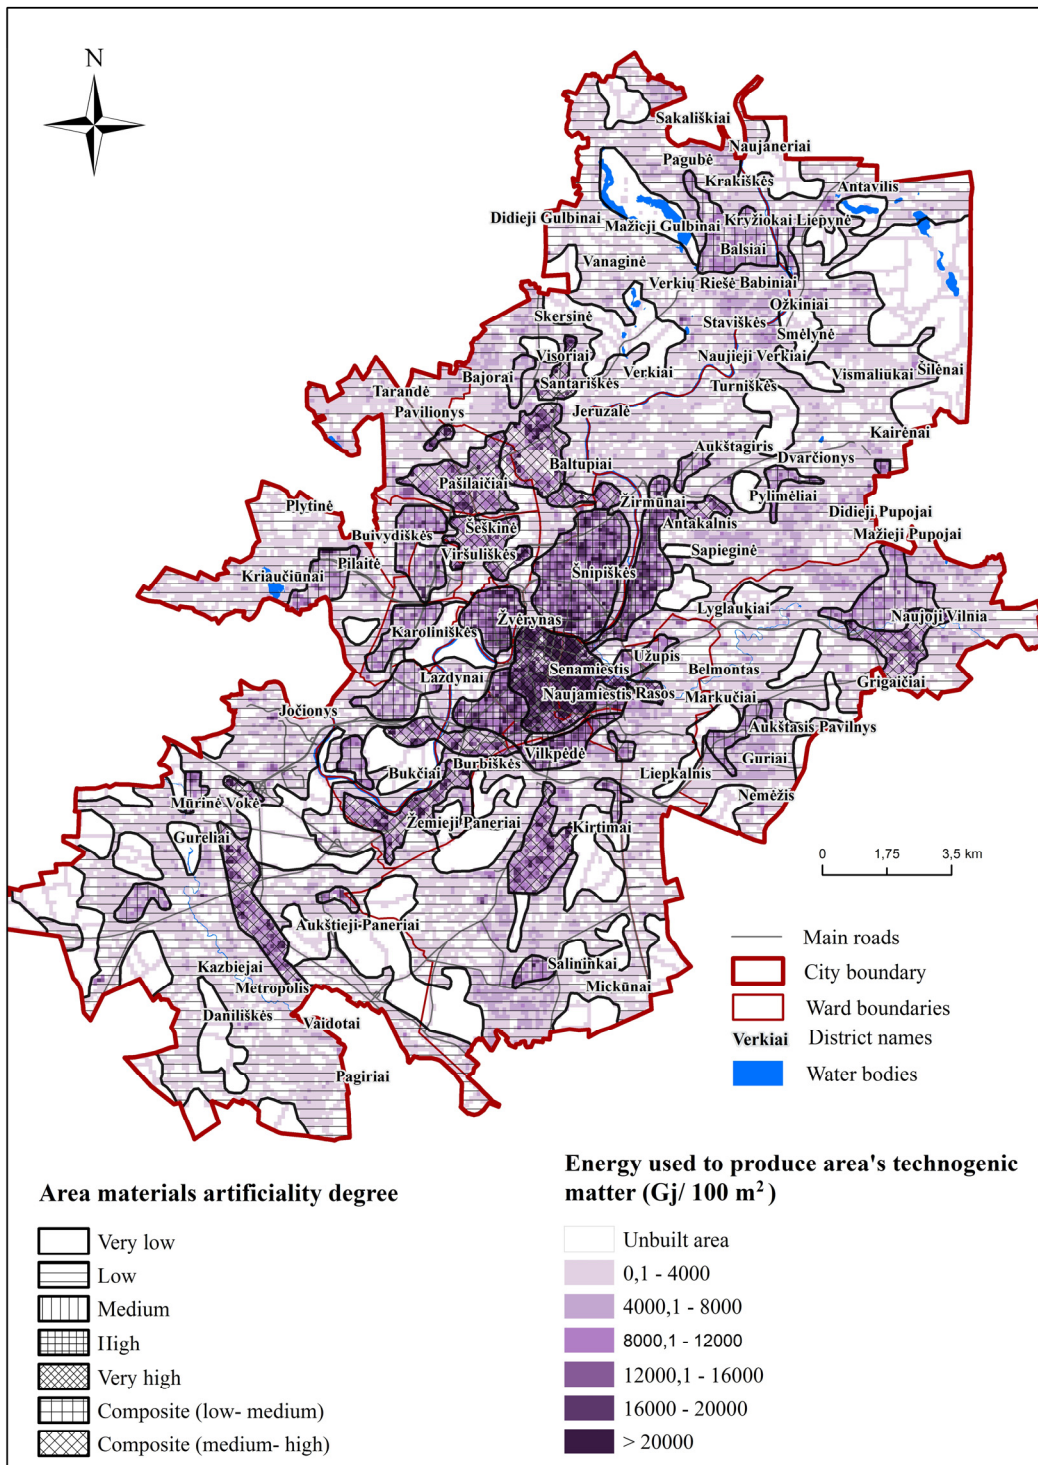 N
Sakališkiai
Naujaneriai
Pagubė
Krakiškės
Antavilis
Didieji Gulbinai
Mažieji Gulbinai
Kryžiokai Liepynė
Balsiai
Vanaginė
Verkių Riešė Babiniai
Ožkiniai
Skersinė
Staviškės
Smėlynė
Visoriai
Naujieji Verkiai
Verkiai
Vismaliukai
Šilėnai
Bajorai
Santariškės
Turniškės
Tarandė
Pavilionys
Jeruzalė
Kairėnai
Aukštagiris
Dvarčionys
Baltupiai
Pašilaičiai
Pylimėliai
Plytinė
Žirmūnai
Didieji Pupojai
Antakalnis
Šeškinė
Mažieji Pupojai
Buivydiškės
Viršuliškės
Sapieginė
Pilaitė
Kriaučiūnai
Šnipiškės
Lyglaukiai
Naujoji Vilnia
Žvėrynas
Karoliniškės
Užupis
Senamiestis
Belmontas
Lazdynai
Grigaičiai
Naujamiestis Rasos
Markučiai
Jočionys
Aukštasis Pavilnys
Vilkpėdė
Guriai
Burbiškės
Bukčiai
Liepkalnis
Nemėžis
Mūrinė Vokė
Žemieji Paneriai
Kirtimai
Gureliai
0 1,75 3,5 km
Aukštieji Paneriai
Main roads
Salininkai
Kazbiejai
City boundary
Metropolis
Mickūnai
Daniliškės
Ward boundaries
Vaidotai
Verkiai District names
Pagiriai
Water bodies
Area materials artificiality degree
Very low
Low
Medium
High
Very high
Composite (low- medium)
Composite (medium- high)
Energy used to produce area's technogenic
matter (Gj/ 100 m²)
Unbuilt area
0,1 - 4000
4000,1 - 8000
8000,1 - 12000
12000,1 - 16000
16000 - 20000
> 20000